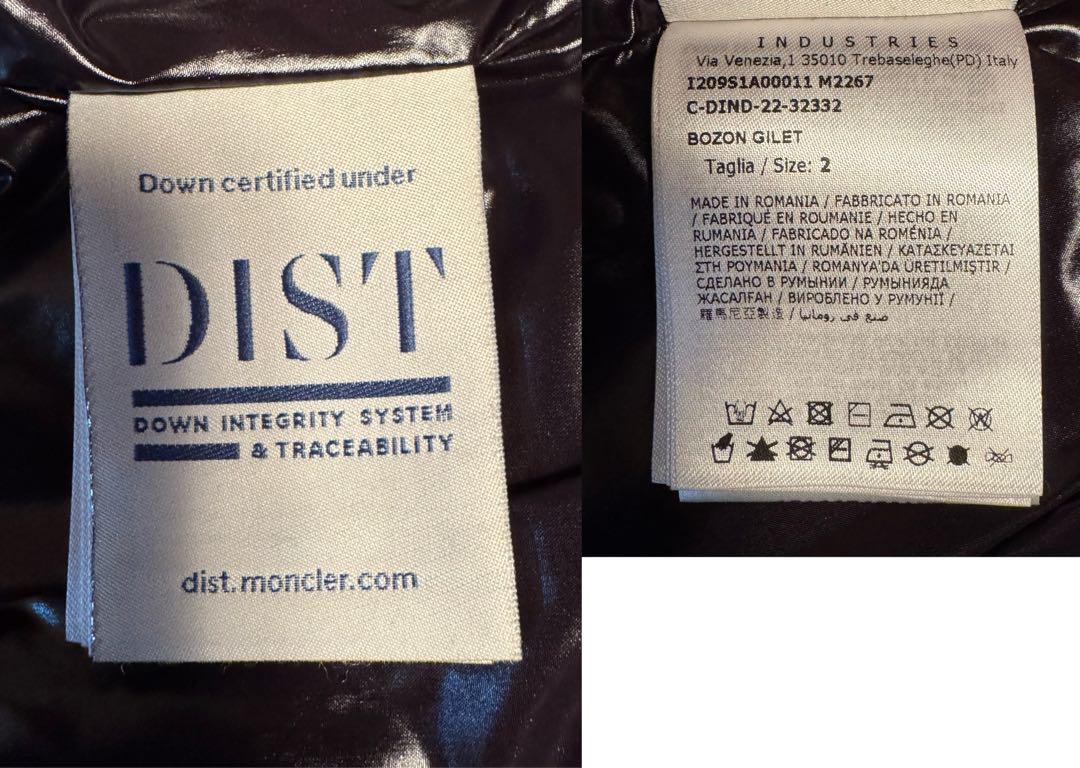 Down certified under
DIST
DOWN INTEGRITY SYSTEM
& TRACEABILITY
dist.moncler.com
INDUSTRIES
Via Venezia,1 35010 Trebaseleghe(PD) Italy
I209S1A00011 M2267
C-DIND-22-32332
BOZON GILET
Taglia / Size: 2
MADE IN ROMANIA / FABBRICATO IN ROMANIA
/ FABRIQUÉ EN ROUMANIE / HECHO EN
RUMANIA / FABRICADO NA ROMÉNIA /
HERGESTELLT IN RUMÄNIEN / ΚΑΤΑΣΚΕΥΑΖΕΤΑΙ
ΣΤΗ ΡΟΥΜΑΝΙΑ / ROMANYA'DA ÜRETILMIŞTIR /
СДЕЛАНО В РУМЫНИИ / РУМЫНИЯДА
ЖАСАЛҒАН / ВИРОБЛЕНО У РУМУНІЇ /
羅馬尼亞製造 / صنع في رومانيا